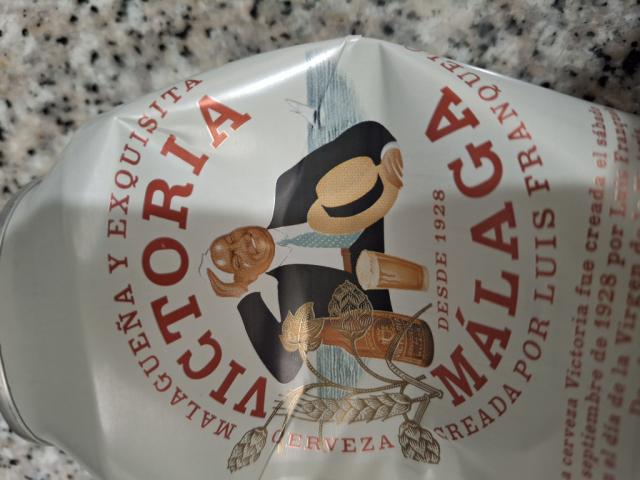 MALAGUEÑA Y EXQUISITA
VICTORIA
DESDE 1928
MÁLAGA
CREADA POR LUIS FRANQUELO
CERVEZA
cerveza Victoria fue creada el sábado
septiembre de 1928 por Luis
el día de la Virgen de